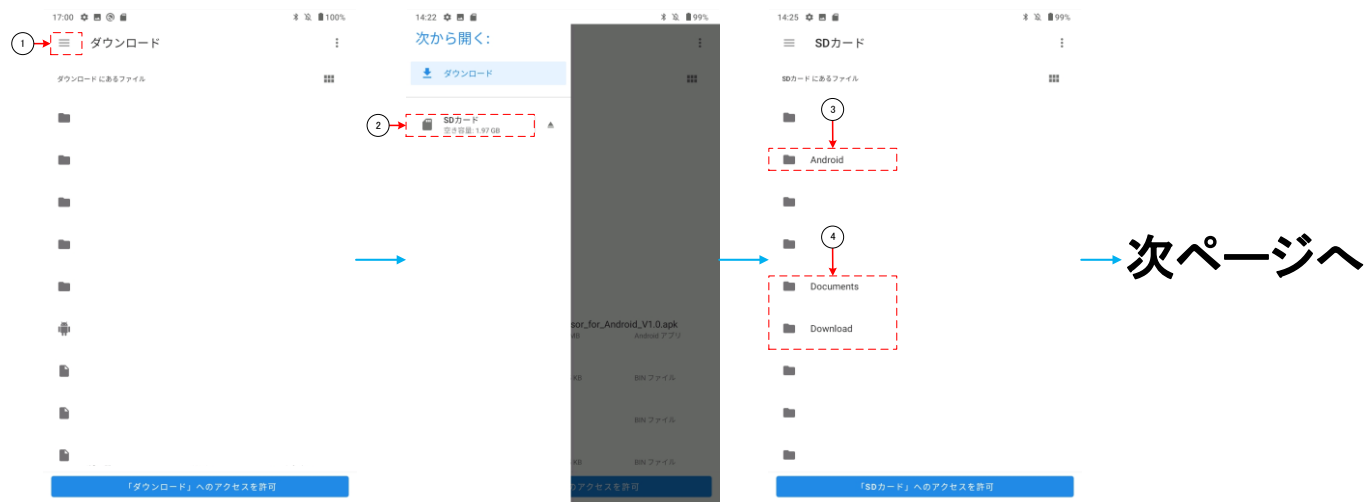 17:00
100%
1
ダウンロード
ダウンロード にあるファイル
「ダウンロード」へのアクセスを許可
14:22
99%
次から開く:
ダウンロード
2
SDカード
空き容量: 1.97 GB
sor_for_Android_V1.0.apk
MB Android アプリ
KB BIN ファイル
BIN ファイル
KB BIN ファイル
のアクセスを許可
14:25
99%
SDカード
SDカード にあるファイル
3
Android
4
Documents
Download
「SDカード」へのアクセスを許可
次ページへ